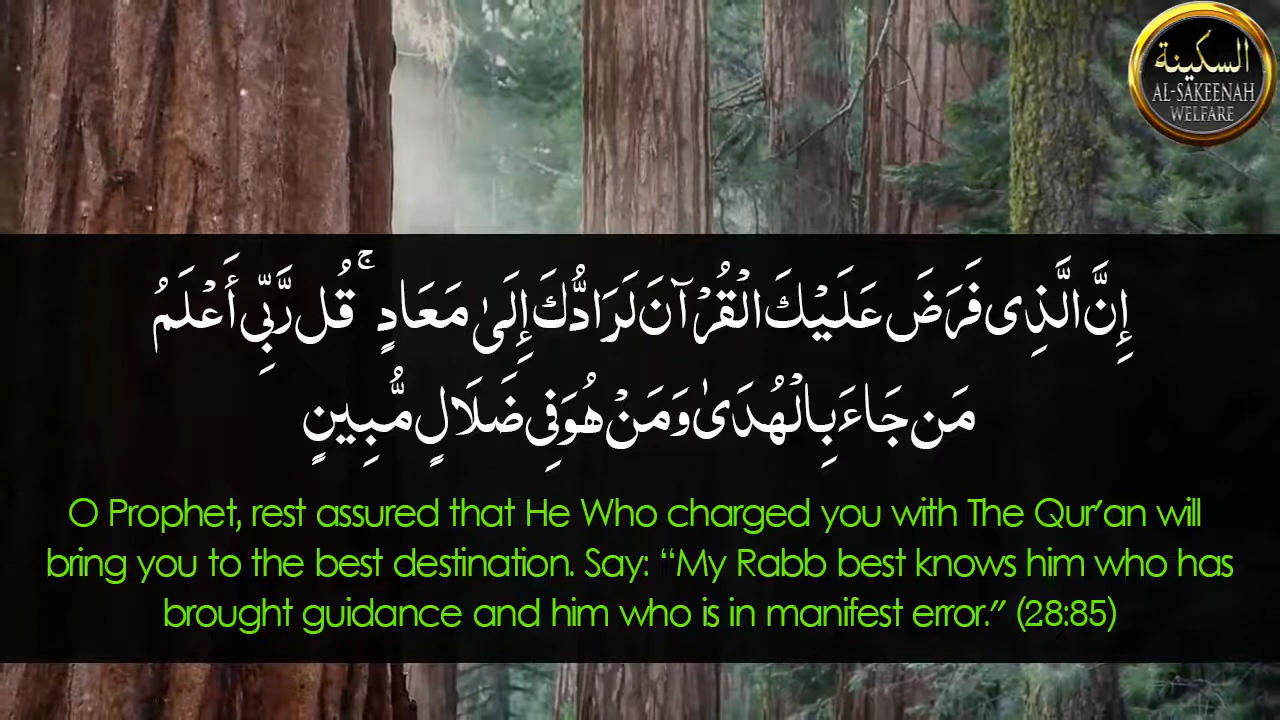 السكينة
AL-SAKEENAH
WELFARE
إِنَّ الَّذِى فَرَضَ عَلَيْكَ الْقُرْآنَ لَرَادُّكَ إِلَىٰ مَعَادٍ ۚ قُل رَّبِّى أَعْلَمُ
مَن جَاءَ بِالْهُدَىٰ وَمَنْ هُوَ فِى ضَلَالٍ مُّبِينٍ
O Prophet, rest assured that He Who charged you with The Qur’an will
bring you to the best destination. Say: “My Rabb best knows him who has
brought guidance and him who is in manifest error.” (28:85)